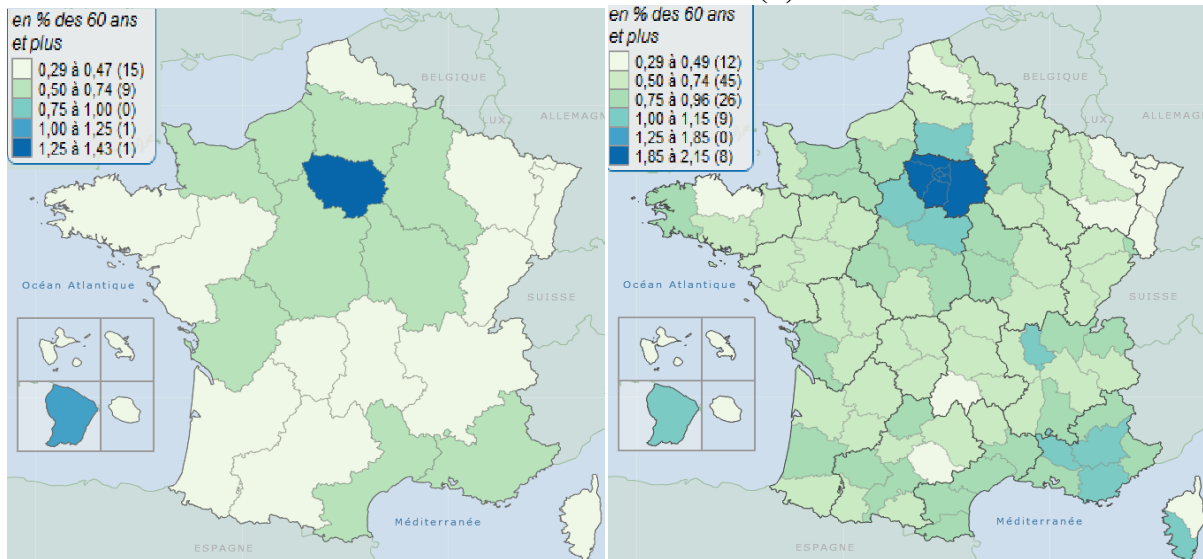 en % des 60 ans
et plus
0,29 à 0,47 (15)
0,50 à 0,74 (9)
0,75 à 1,00 (0)
1,00 à 1,25 (1)
1,25 à 1,43 (1)
BELGIQUE
LUX.
ALLEMAGN
Océan Atlantique
SUISSE
Méditerranée
ESPAGNE
en % des 60 ans
et plus
0,29 à 0,49 (12)
0,50 à 0,74 (45)
0,75 à 0,96 (26)
1,00 à 1,15 (9)
1,25 à 1,85 (0)
1,85 à 2,15 (8)
BELGIQUE
LUX
ALLEMAGN
Océan Atlantique
SUISSE
Méditerranée
ESPAGNE